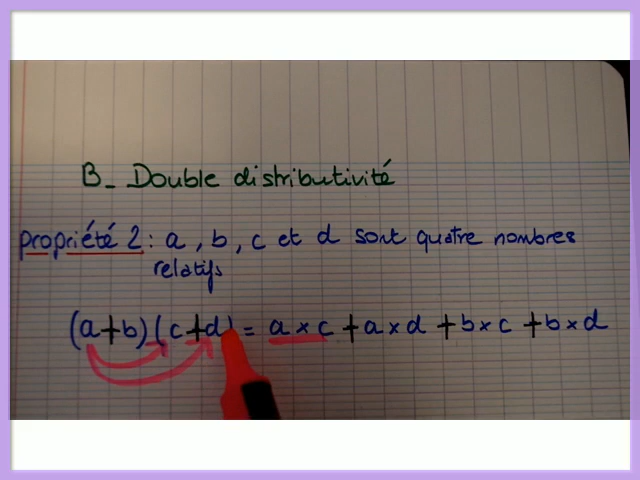 B_ Double distributivité
propriété 2 : a , b , c et d sont quatre nombres
relatifs
(a+b)(c+d) = a × c + a × d + b × c + b × d